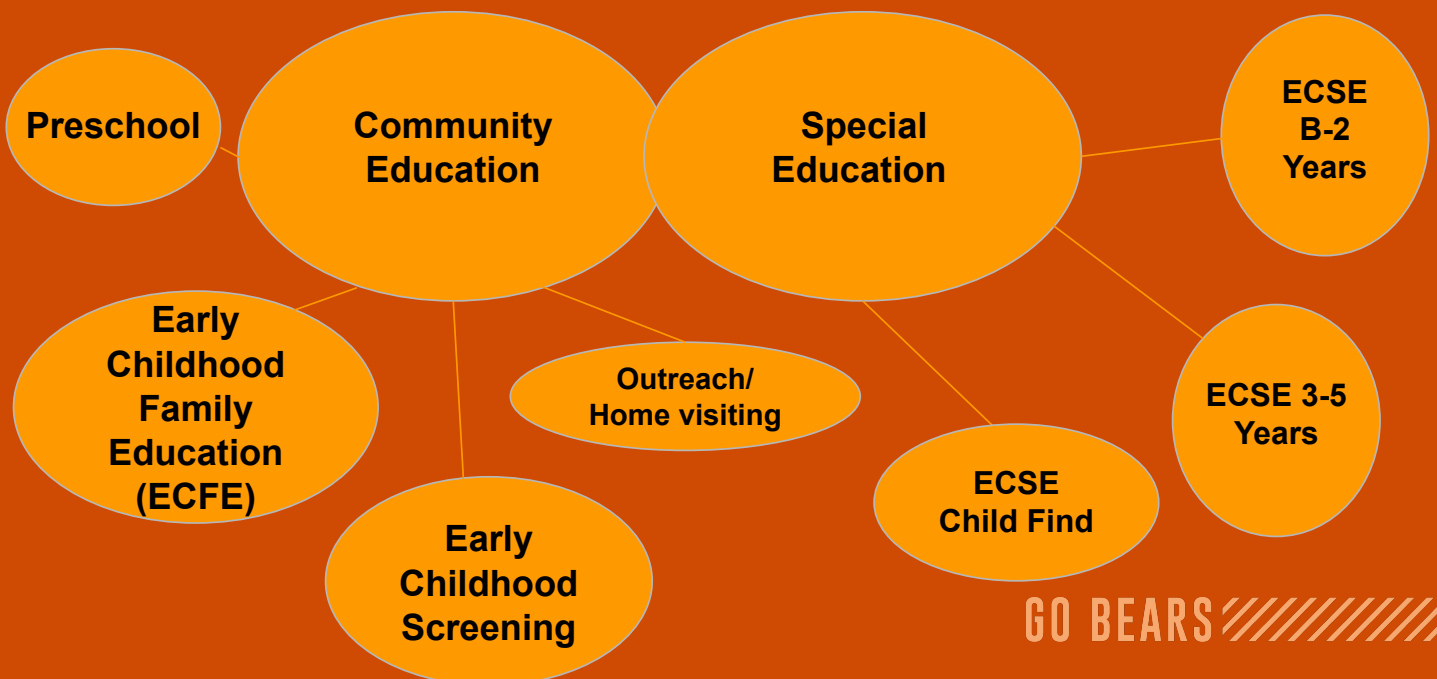 Preschool
Community
Education
Special
Education
ECSE
B-2
Years
Early
Childhood
Family
Education
(ECFE)
Outreach/
Home visiting
ECSE 3-5
Years
ECSE
Child Find
Early
Childhood
Screening
GO BEARS